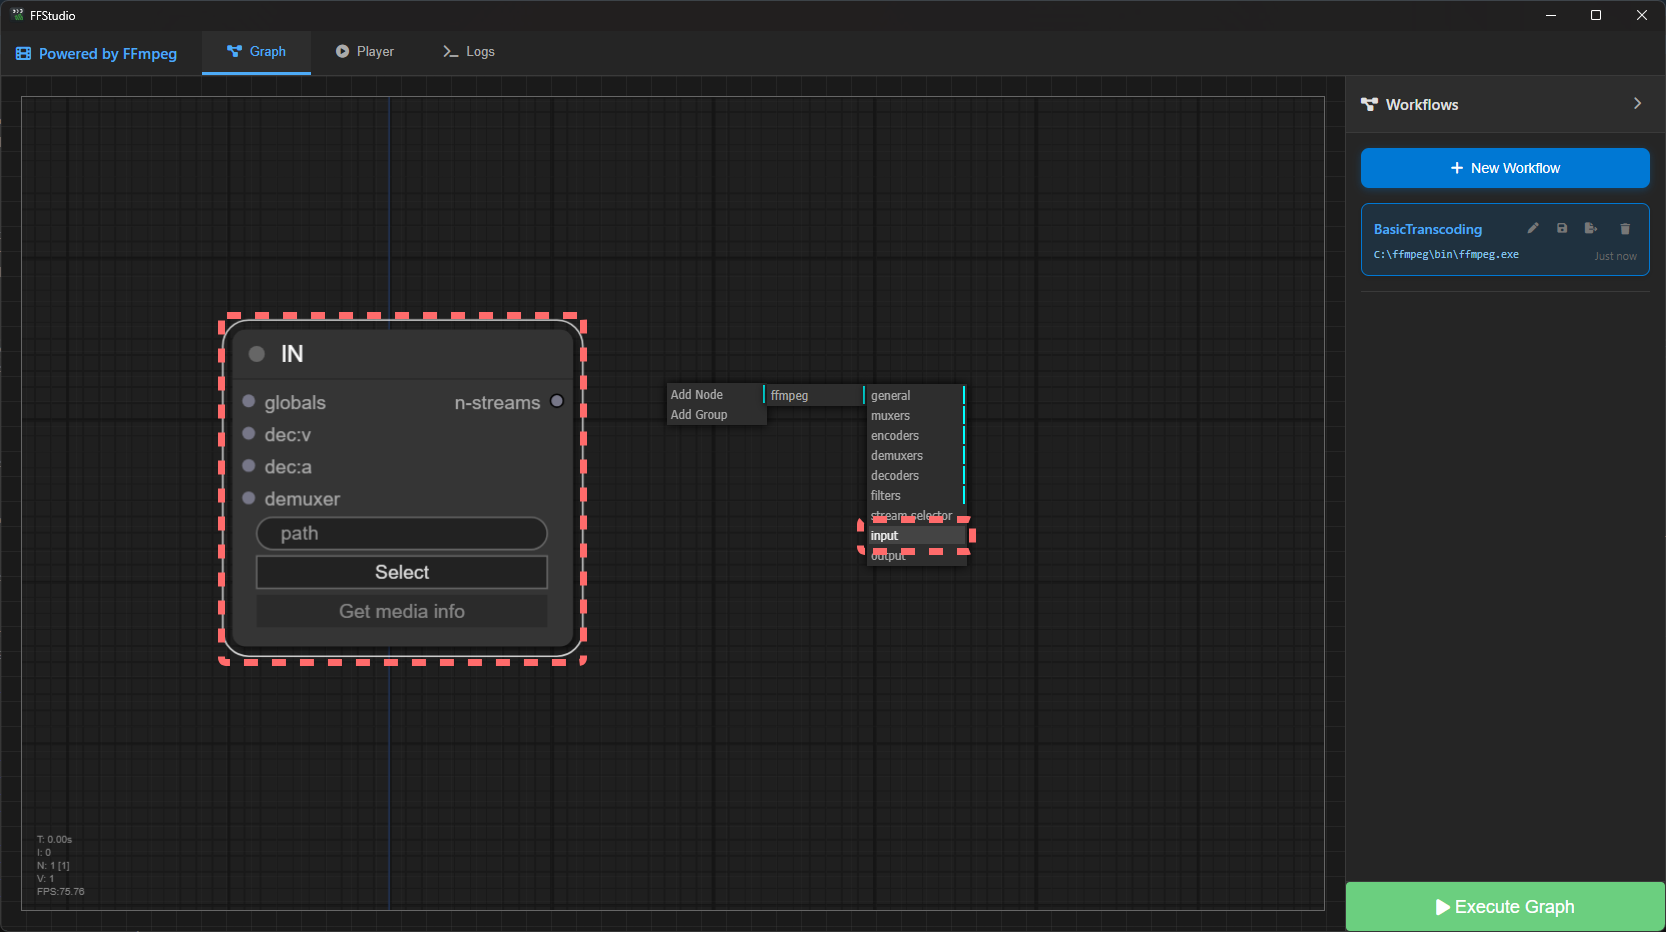 FFStudio
Powered by FFmpeg
Graph
Player
Logs
Workflows
New Workflow
BasicTranscoding
C:\ffmpeg\bin\ffmpeg.exe
Just now
IN
globals
n-streams
dec:v
dec:a
demuxer
path
Select
Get media info
Add Node
Add Group
ffmpeg
general
muxers
encoders
demuxers
decoders
filters
stream selector
input
output
T: 0.00s
I: 0
N: 1 [1]
V: 1
FPS:75.76
Execute Graph